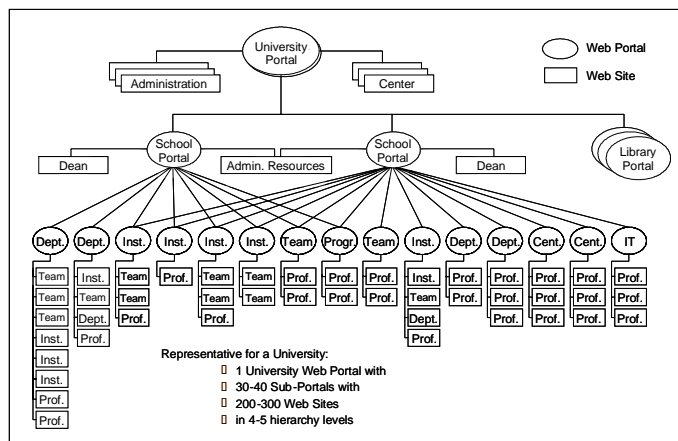 University
Portal
Web Portal
Web Site
Administration
Center
School
Portal
School
Portal
Library
Portal
Dean
Admin. Resources
Dean
Dept. Dept. Inst. Inst. Inst. Inst. Team Progr. Team Inst. Dept. Dept. Cent. Cent. IT
Team Inst. Team Prof. Team Team Prof. Prof. Prof. Inst. Prof. Prof. Prof. Prof. Prof.
Team Team Team Team Team Prof. Prof. Prof. Team Prof. Prof. Prof. Prof. Prof.
Team Dept. Prof. Prof. Dept. Prof. Prof. Prof. Prof.
Inst. Prof. Prof.
Inst.
Inst.
Prof.
Prof.
Representative for a University:
1 University Web Portal with
30-40 Sub-Portals with
200-300 Web Sites
in 4-5 hierarchy levels